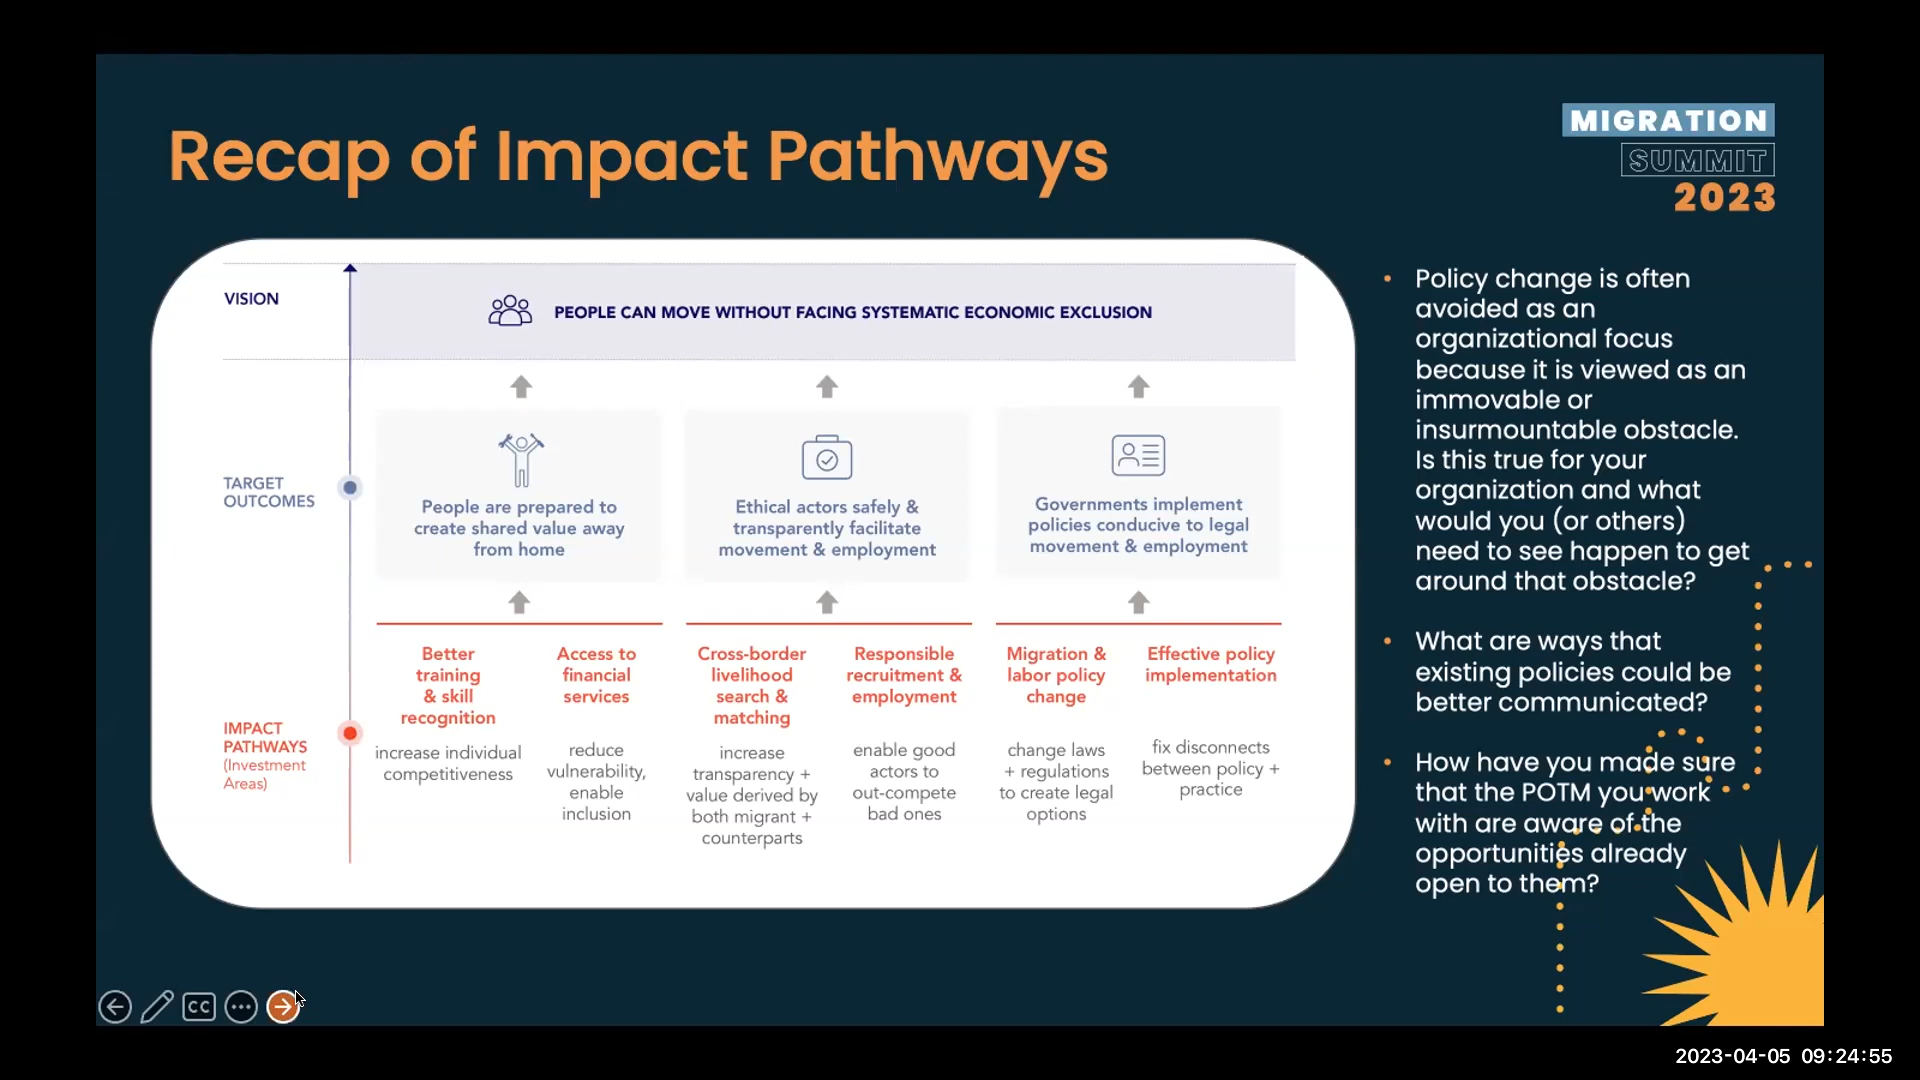 Recap of Impact Pathways
MIGRATION
SUMMIT
2023
VISION
PEOPLE CAN MOVE WITHOUT FACING SYSTEMATIC ECONOMIC EXCLUSION
TARGET
OUTCOMES
People are prepared to
create shared value away
from home
Ethical actors safely &
transparently facilitate
movement & employment
Governments implement
policies conducive to legal
movement & employment
IMPACT
PATHWAYS
(Investment
Areas)
Better
training
& skill
recognition
increase individual
competitiveness
Access to
financial
services
reduce
vulnerability,
enable
inclusion
Cross-border
livelihood
search &
matching
increase
transparency +
value derived by
both migrant +
counterparts
Responsible
recruitment &
employment
enable good
actors to
out-compete
bad ones
Migration &
labor policy
change
change laws
+ regulations
to create legal
options
Effective policy
implementation
fix disconnects
between policy +
practice
• Policy change is often
avoided as an
organizational focus
because it is viewed as an
immovable or
insurmountable obstacle.
Is this true for your
organization and what
would you (or others)
need to see happen to get
around that obstacle?
• What are ways that
existing policies could be
better communicated?
• How have you made sure
that the POTM you work
with are aware of the
opportunities already
open to them?
CC
2023-04-05 09:24:55